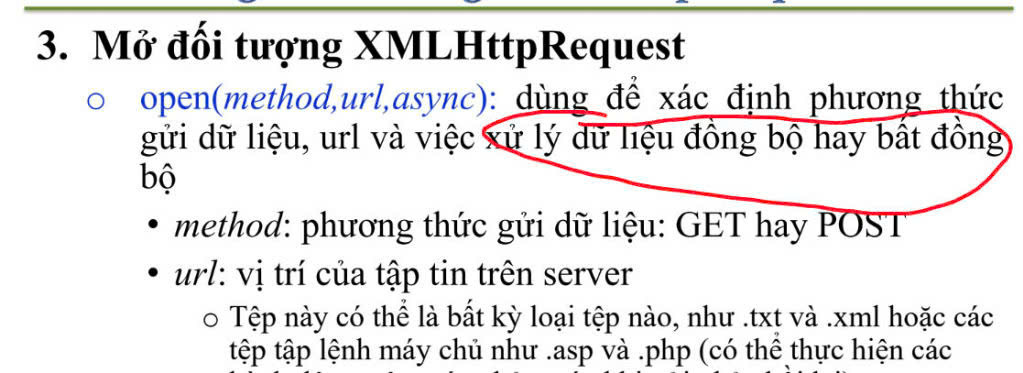 3. Mở đối tượng XMLHttpRequest
o open(method,url,async): dùng để xác định phương thức
gửi dữ liệu, url và việc xử lý dữ liệu đồng bộ hay bất đồng
bộ
• method: phương thức gửi dữ liệu: GET hay POST
• url: vị trí của tập tin trên server
o Tệp này có thể là bất kỳ loại tệp nào, như .txt và .xml hoặc các
tệp tập lệnh máy chủ như .asp và .php (có thể thực hiện các